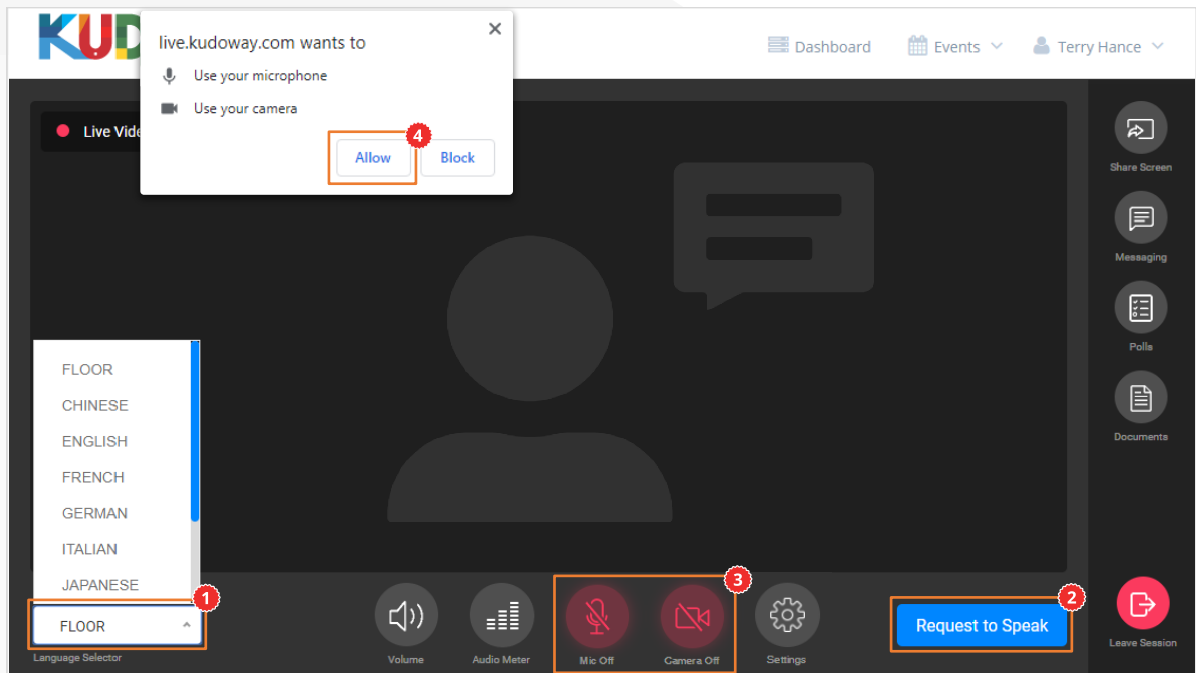 KUD
live.kudoway.com wants to
Use your microphone
Use your camera
Allow
Block
4
Dashboard
Events
Terry Hance
Live Vide
Share Screen
Messaging
Polls
Documents
FLOOR
CHINESE
ENGLISH
FRENCH
GERMAN
ITALIAN
JAPANESE
1
FLOOR
Language Selector
Volume
Audio Meter
3
Mic Off
Camera Off
Settings
2
Request to Speak
Leave Session